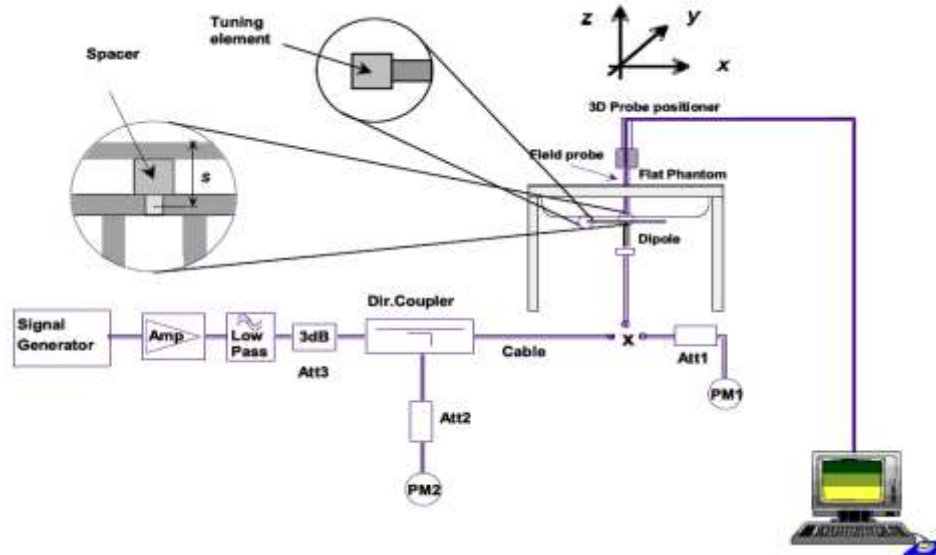 Tuning
element
Spacer
z
y
x
s
3D Probe positioner
Field probe
Flat Phantom
Dipole
Dir.Coupler
Signal
Generator
Amp
Low
Pass
3dB
Att3
Cable
x
Att1
PM1
Att2
PM2